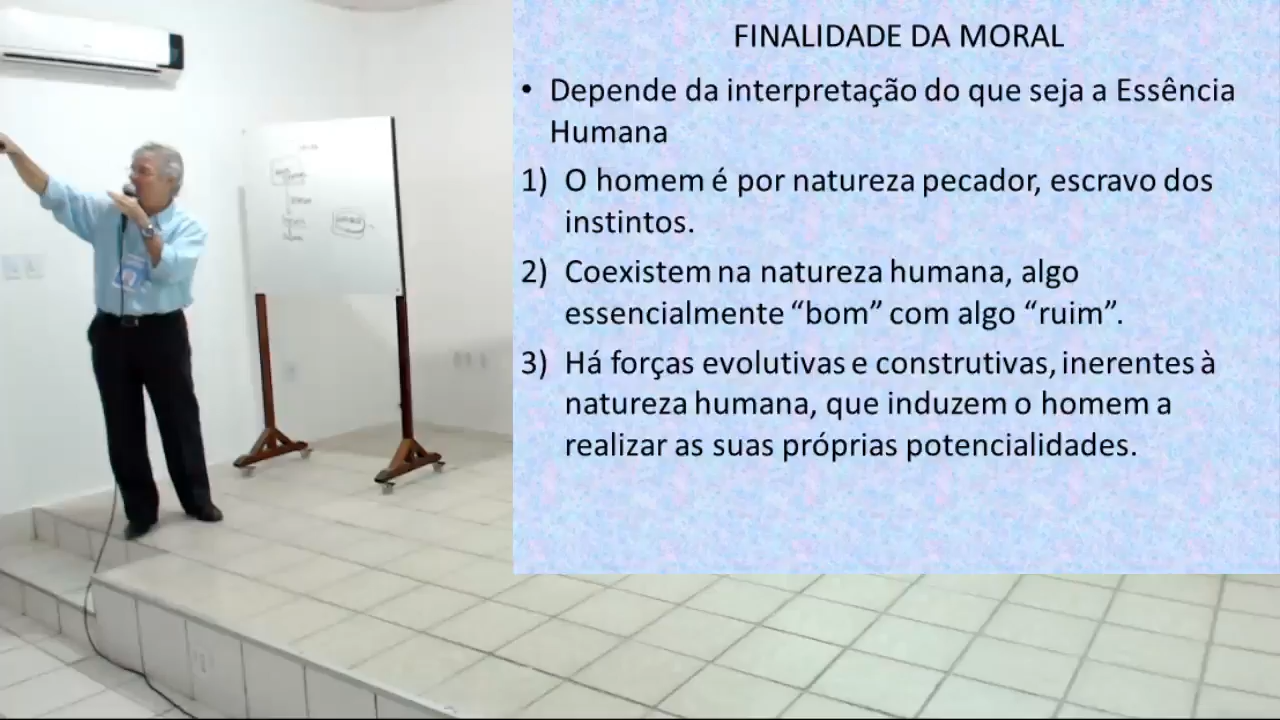 FINALIDADE DA MORAL
• Depende da interpretação do que seja a Essência
Humana
1) O homem é por natureza pecador, escravo dos
instintos.
2) Coexistem na natureza humana, algo
essencialmente “bom” com algo “ruim”.
3) Há forças evolutivas e construtivas, inerentes à
natureza humana, que induzem o homem a
realizar as suas próprias potencialidades.